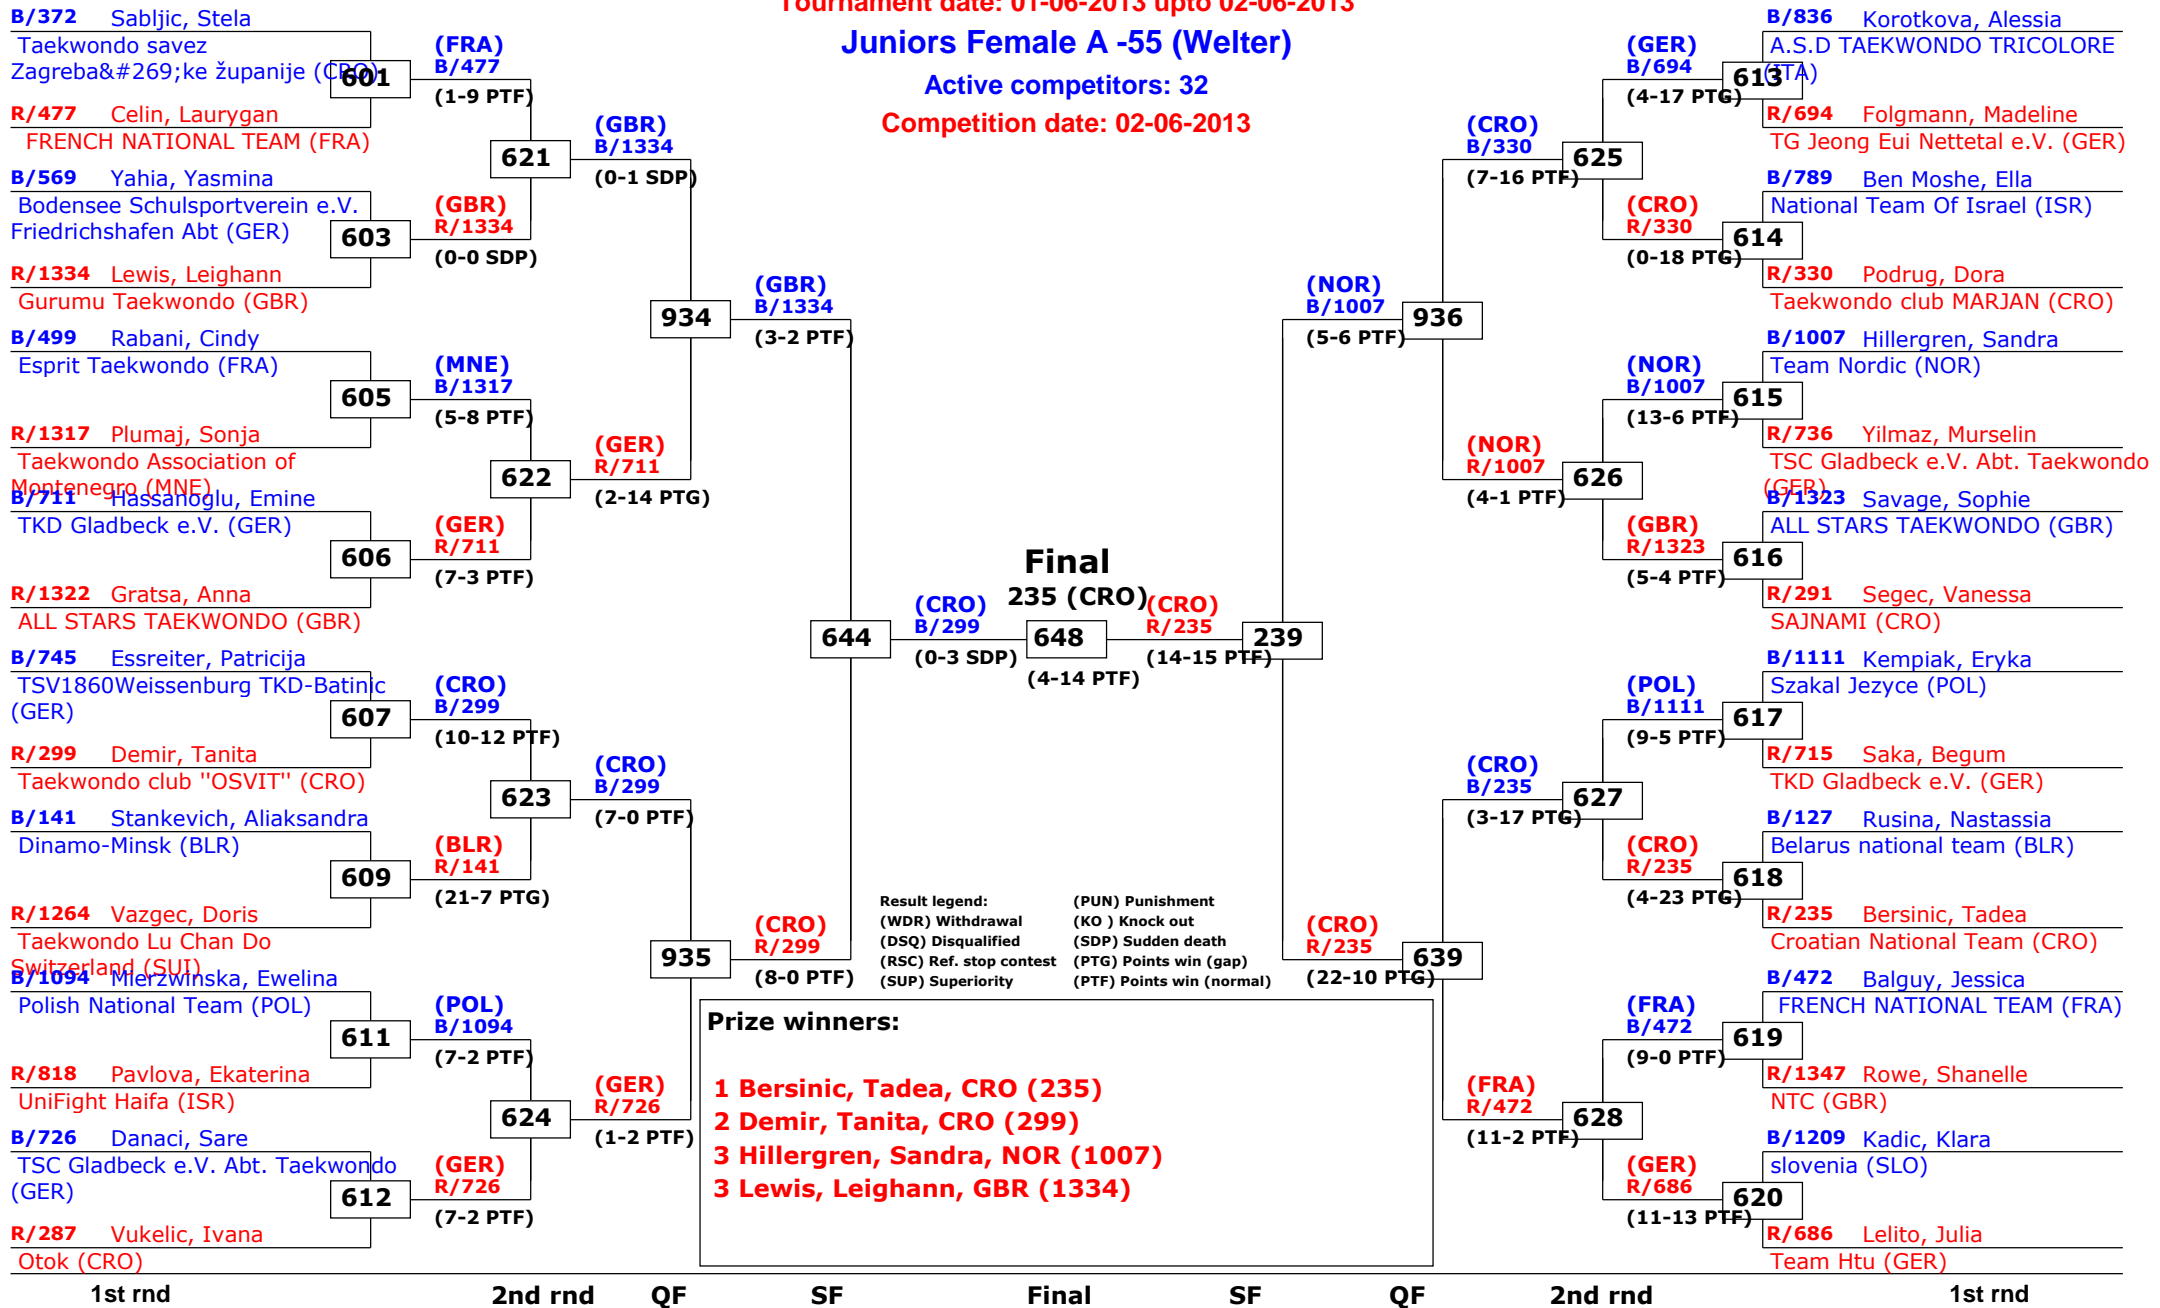 Tournament date: 01-06-2013 upto 02-06-2013
Juniors Female A -55 (Welter)
Active competitors: 32
Competition date: 02-06-2013
B/372 Sabljic, Stela
Taekwondo savez
Zagreba&#269;ke županije (CRO)
601
R/477 Celin, Laurygan
FRENCH NATIONAL TEAM (FRA)
B/569 Yahia, Yasmina
Bodensee Schulsportverein e.V.
Friedrichshafen Abt (GER)
603
R/1334 Lewis, Leighann
Gurumu Taekwondo (GBR)
B/499 Rabani, Cindy
Esprit Taekwondo (FRA)
605
R/1317 Plumaj, Sonja
Taekwondo Association of
Montenegro (MNE)
B/711 Hassanoglu, Emine
TKD Gladbeck e.V. (GER)
606
R/1322 Gratsa, Anna
ALL STARS TAEKWONDO (GBR)
B/745 Essreiter, Patricija
TSV1860Weissenburg TKD-Batinic
(GER)
607
R/299 Demir, Tanita
Taekwondo club "OSVIT" (CRO)
B/141 Stankevich, Aliaksandra
Dinamo-Minsk (BLR)
609
R/1264 Vazgec, Doris
Taekwondo Lu Chan Do
Switzerland (SUI)
B/1094 Mierzwinska, Ewelina
Polish National Team (POL)
611
R/818 Pavlova, Ekaterina
UniFight Haifa (ISR)
B/726 Danaci, Sare
TSC Gladbeck e.V. Abt. Taekwondo
(GER)
612
R/287 Vukelic, Ivana
Otok (CRO)
(FRA)
B/477
(1-9 PTF)
621
(GBR)
R/1334
(0-0 SDP)
(MNE)
B/1317
(5-8 PTF)
622
(GER)
R/711
(7-3 PTF)
(CRO)
B/299
(10-12 PTF)
623
(BLR)
R/141
(21-7 PTG)
(POL)
B/1094
(7-2 PTF)
624
(GER)
R/726
(7-2 PTF)
(GBR)
B/1334
(0-1 SDP)
934
(GER)
R/711
(2-14 PTG)
(CRO)
B/299
(7-0 PTF)
935
(GER)
R/726
(1-2 PTF)
(GBR)
B/1334
(3-2 PTF)
644
(CRO)
R/299
(8-0 PTF)
(CRO)
B/299
(0-3 SDP)
Final
235 (CRO)
648
(4-14 PTF)
(CRO)
R/235
(14-15 PTF)
239
(NOR)
B/1007
(5-6 PTF)
936
(CRO)
R/235
(22-10 PTG)
639
(CRO)
B/330
(7-16 PTF)
625
(NOR)
R/1007
(4-1 PTF)
626
(CRO)
B/235
(3-17 PTG)
627
(FRA)
R/472
(11-2 PTF)
628
(GER)
B/694
(4-17 PTG)
613
(CRO)
R/330
(0-18 PTG)
614
(NOR)
B/1007
(13-6 PTF)
615
(GBR)
R/1323
(5-4 PTF)
616
(POL)
B/1111
(9-5 PTF)
617
(CRO)
R/235
(4-23 PTG)
618
(FRA)
B/472
(9-0 PTF)
619
(GER)
R/686
(11-13 PTF)
620
B/836 Korotkova, Alessia
A.S.D TAEKWONDO TRICOLORE
(ITA)
R/694 Folgmann, Madeline
TG Jeong Eui Nettetal e.V. (GER)
B/789 Ben Moshe, Ella
National Team Of Israel (ISR)
R/330 Podrug, Dora
Taekwondo club MARJAN (CRO)
B/1007 Hillergren, Sandra
Team Nordic (NOR)
R/736 Yilmaz, Murselin
TSC Gladbeck e.V. Abt. Taekwondo
(GER)
B/1323 Savage, Sophie
ALL STARS TAEKWONDO (GBR)
R/291 Segec, Vanessa
SAJNAMI (CRO)
B/1111 Kempiak, Eryka
Szakal Jezyce (POL)
R/715 Saka, Begum
TKD Gladbeck e.V. (GER)
B/127 Rusina, Nastassia
Belarus national team (BLR)
R/235 Bersinic, Tadea
Croatian National Team (CRO)
B/472 Balguy, Jessica
FRENCH NATIONAL TEAM (FRA)
R/1347 Rowe, Shanelle
NTC (GBR)
B/1209 Kadic, Klara
slovenia (SLO)
R/686 Lelito, Julia
Team Htu (GER)
Result legend:
(WDR) Withdrawal
(DSQ) Disqualified
(RSC) Ref. stop contest
(SUP) Superiority
(PUN) Punishment
(KO ) Knock out
(SDP) Sudden death
(PTG) Points win (gap)
(PTF) Points win (normal)
Prize winners:
1 Bersinic, Tadea, CRO (235)
2 Demir, Tanita, CRO (299)
3 Hillergren, Sandra, NOR (1007)
3 Lewis, Leighann, GBR (1334)
1st rnd 2nd rnd QF SF Final SF QF 2nd rnd 1st rnd